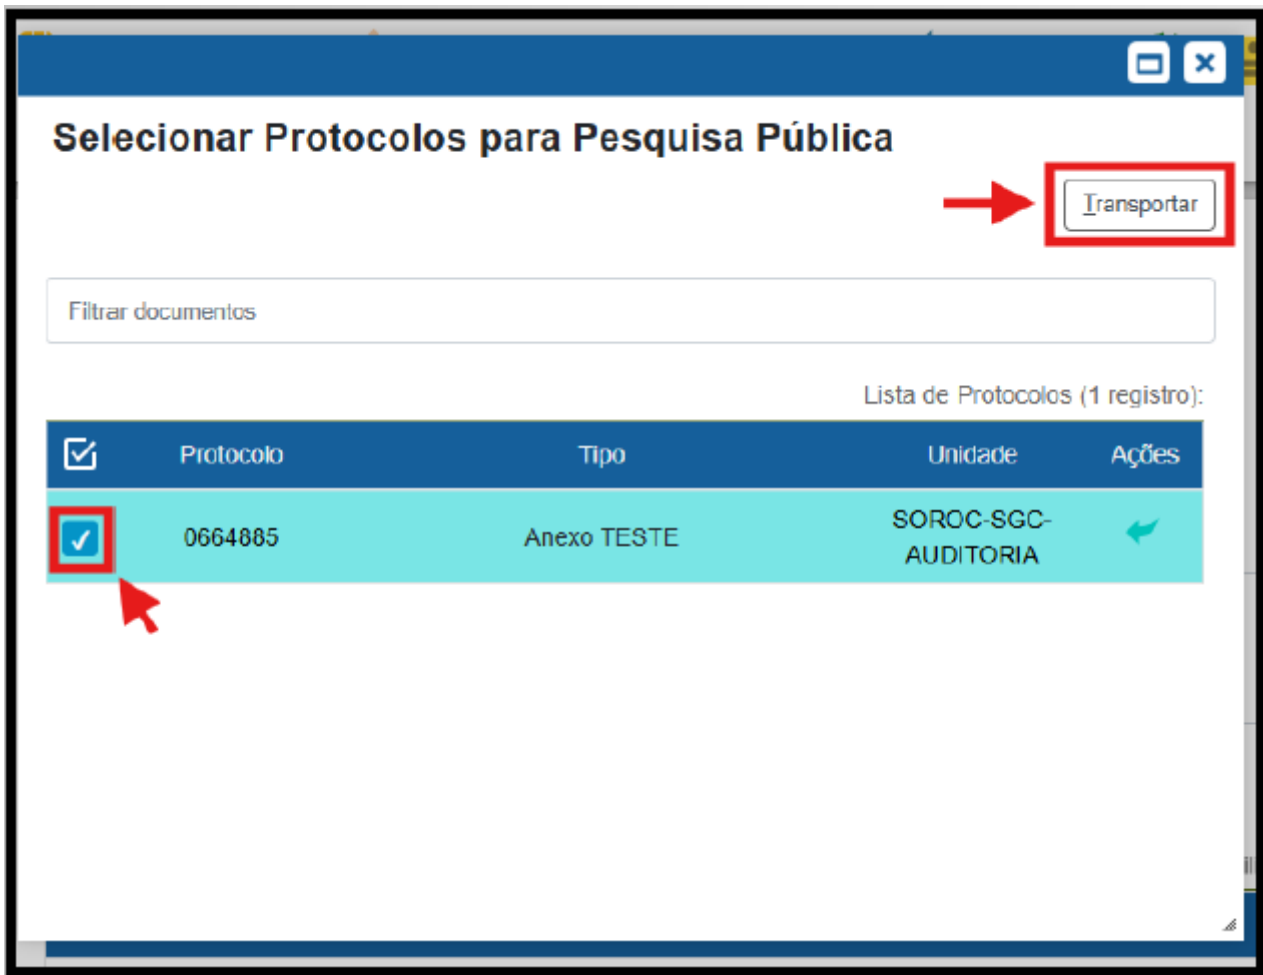 Selecionar Protocolos para Pesquisa Pública
Transportar
Filtrar documentos
Lista de Protocolos (1 registro):
Protocolo Tipo Unidade Ações
0664885 Anexo TESTE SOROC-SGC-
AUDITORIA